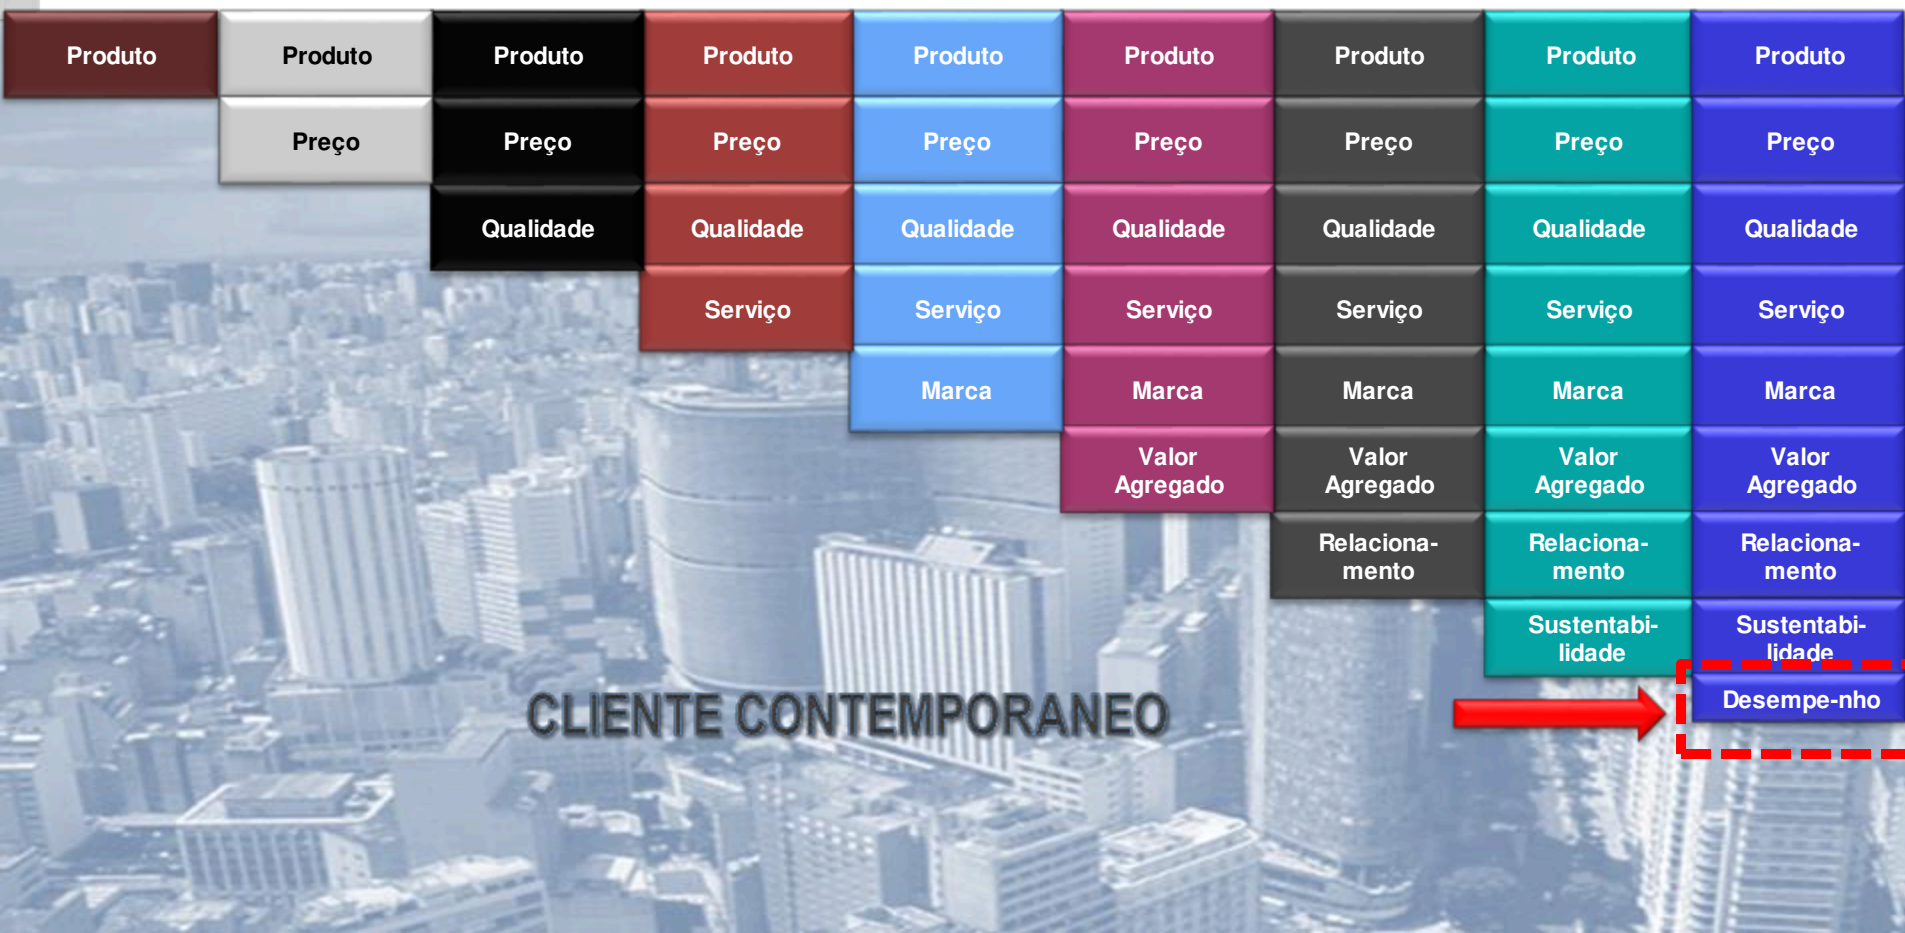 Produto Produto Produto Produto Produto Produto Produto Produto Produto
Preço Preço Preço Preço Preço Preço Preço Preço
Qualidade Qualidade Qualidade Qualidade Qualidade Qualidade Qualidade
Serviço Serviço Serviço Serviço Serviço Serviço
Marca Marca Marca Marca Marca
Valor Valor Valor Valor
Agregado Agregado Agregado Agregado
Relaciona- Relaciona- Relaciona-
mento mento mento
Sustentabi- Sustentabi-
lidade lidade
Desempe-nho
CLIENTE CONTEMPORANEO